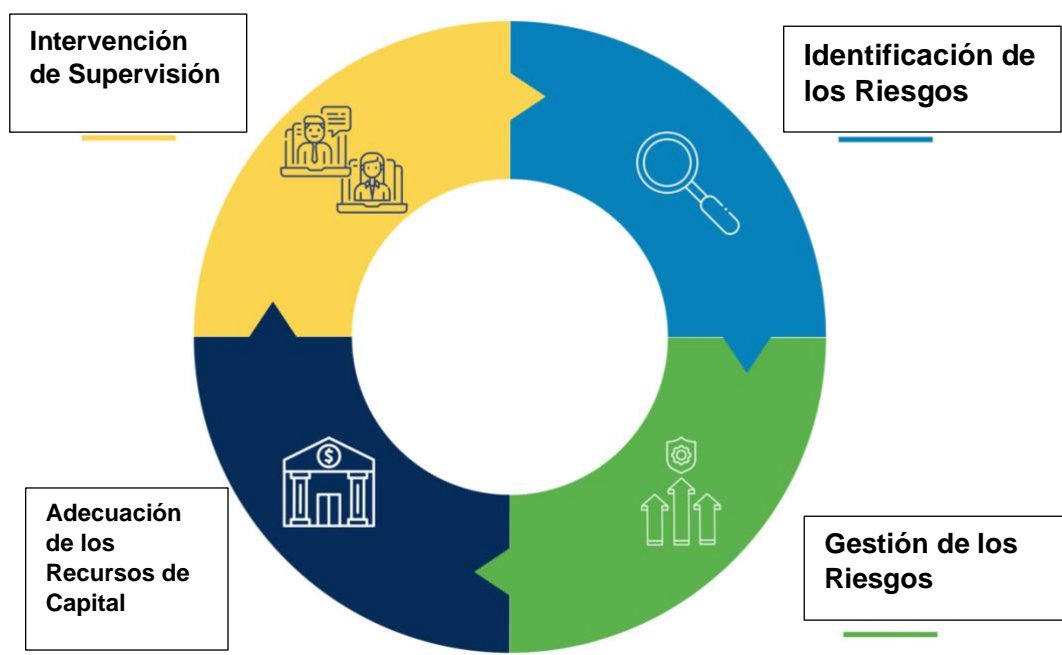 Intervención
de Supervisión
Identificación de
los Riesgos
$
Adecuación
de los
Recursos de
Capital
Gestión de los
Riesgos